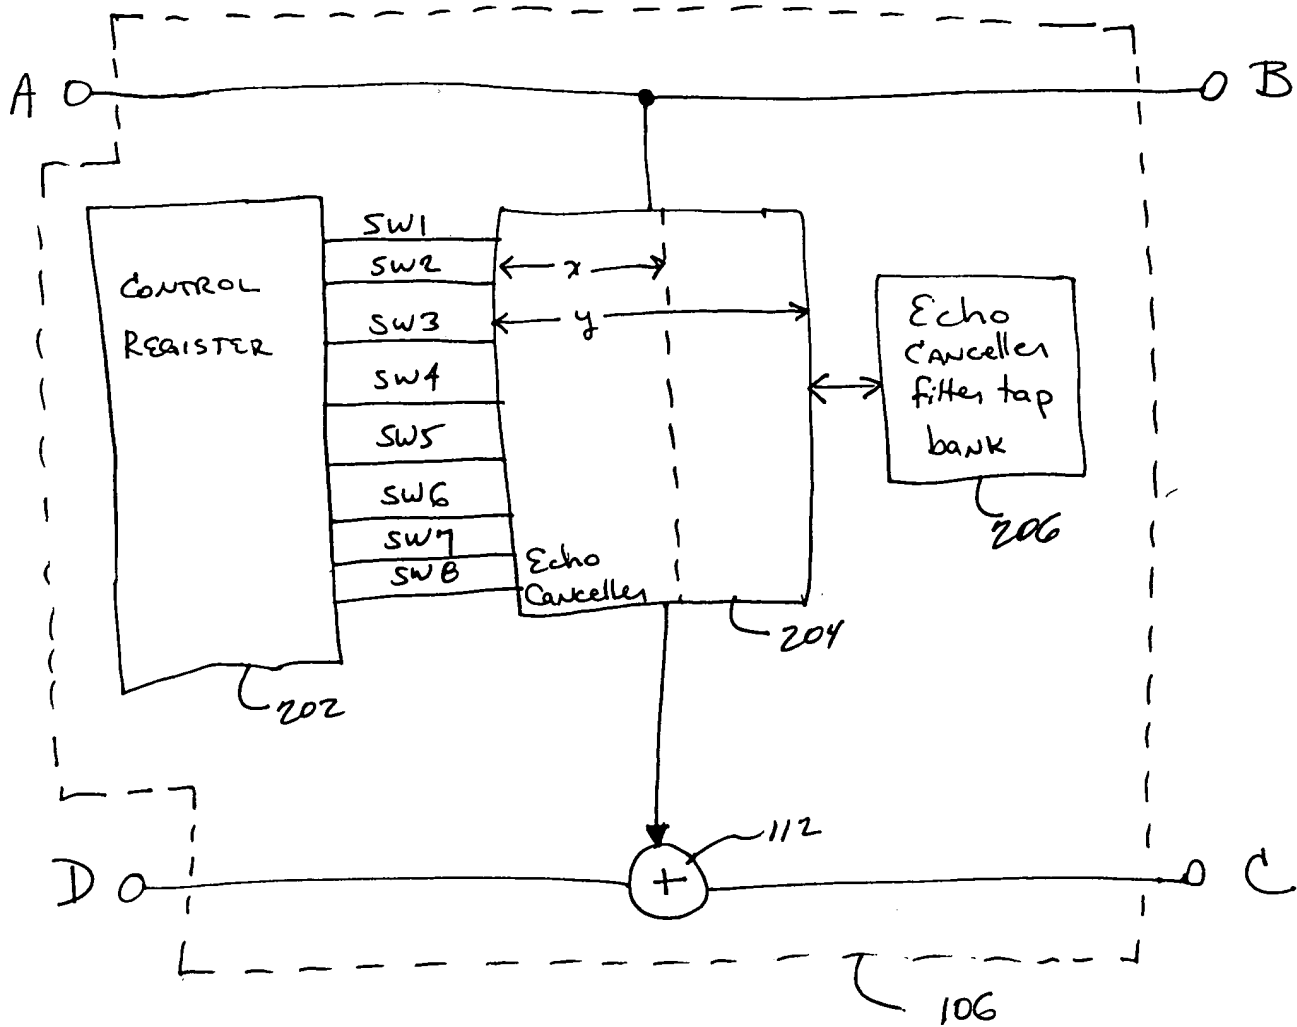 A
B
SW1
SW2
SW3
SW4
SW5
SW6
SW7
SW8
CONTROL
REGISTER
x
y
Echo
Canceller
Echo
CANceller
filter tap
baNK
206
204
202
112
+
D
C
106